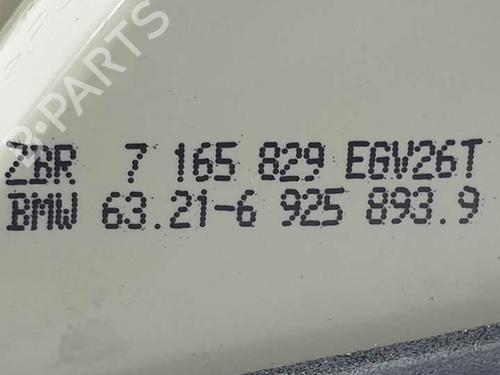 B-PARTS
ZBR 7 165 829 EGV26T
BMW 63.21-6 925 893.9